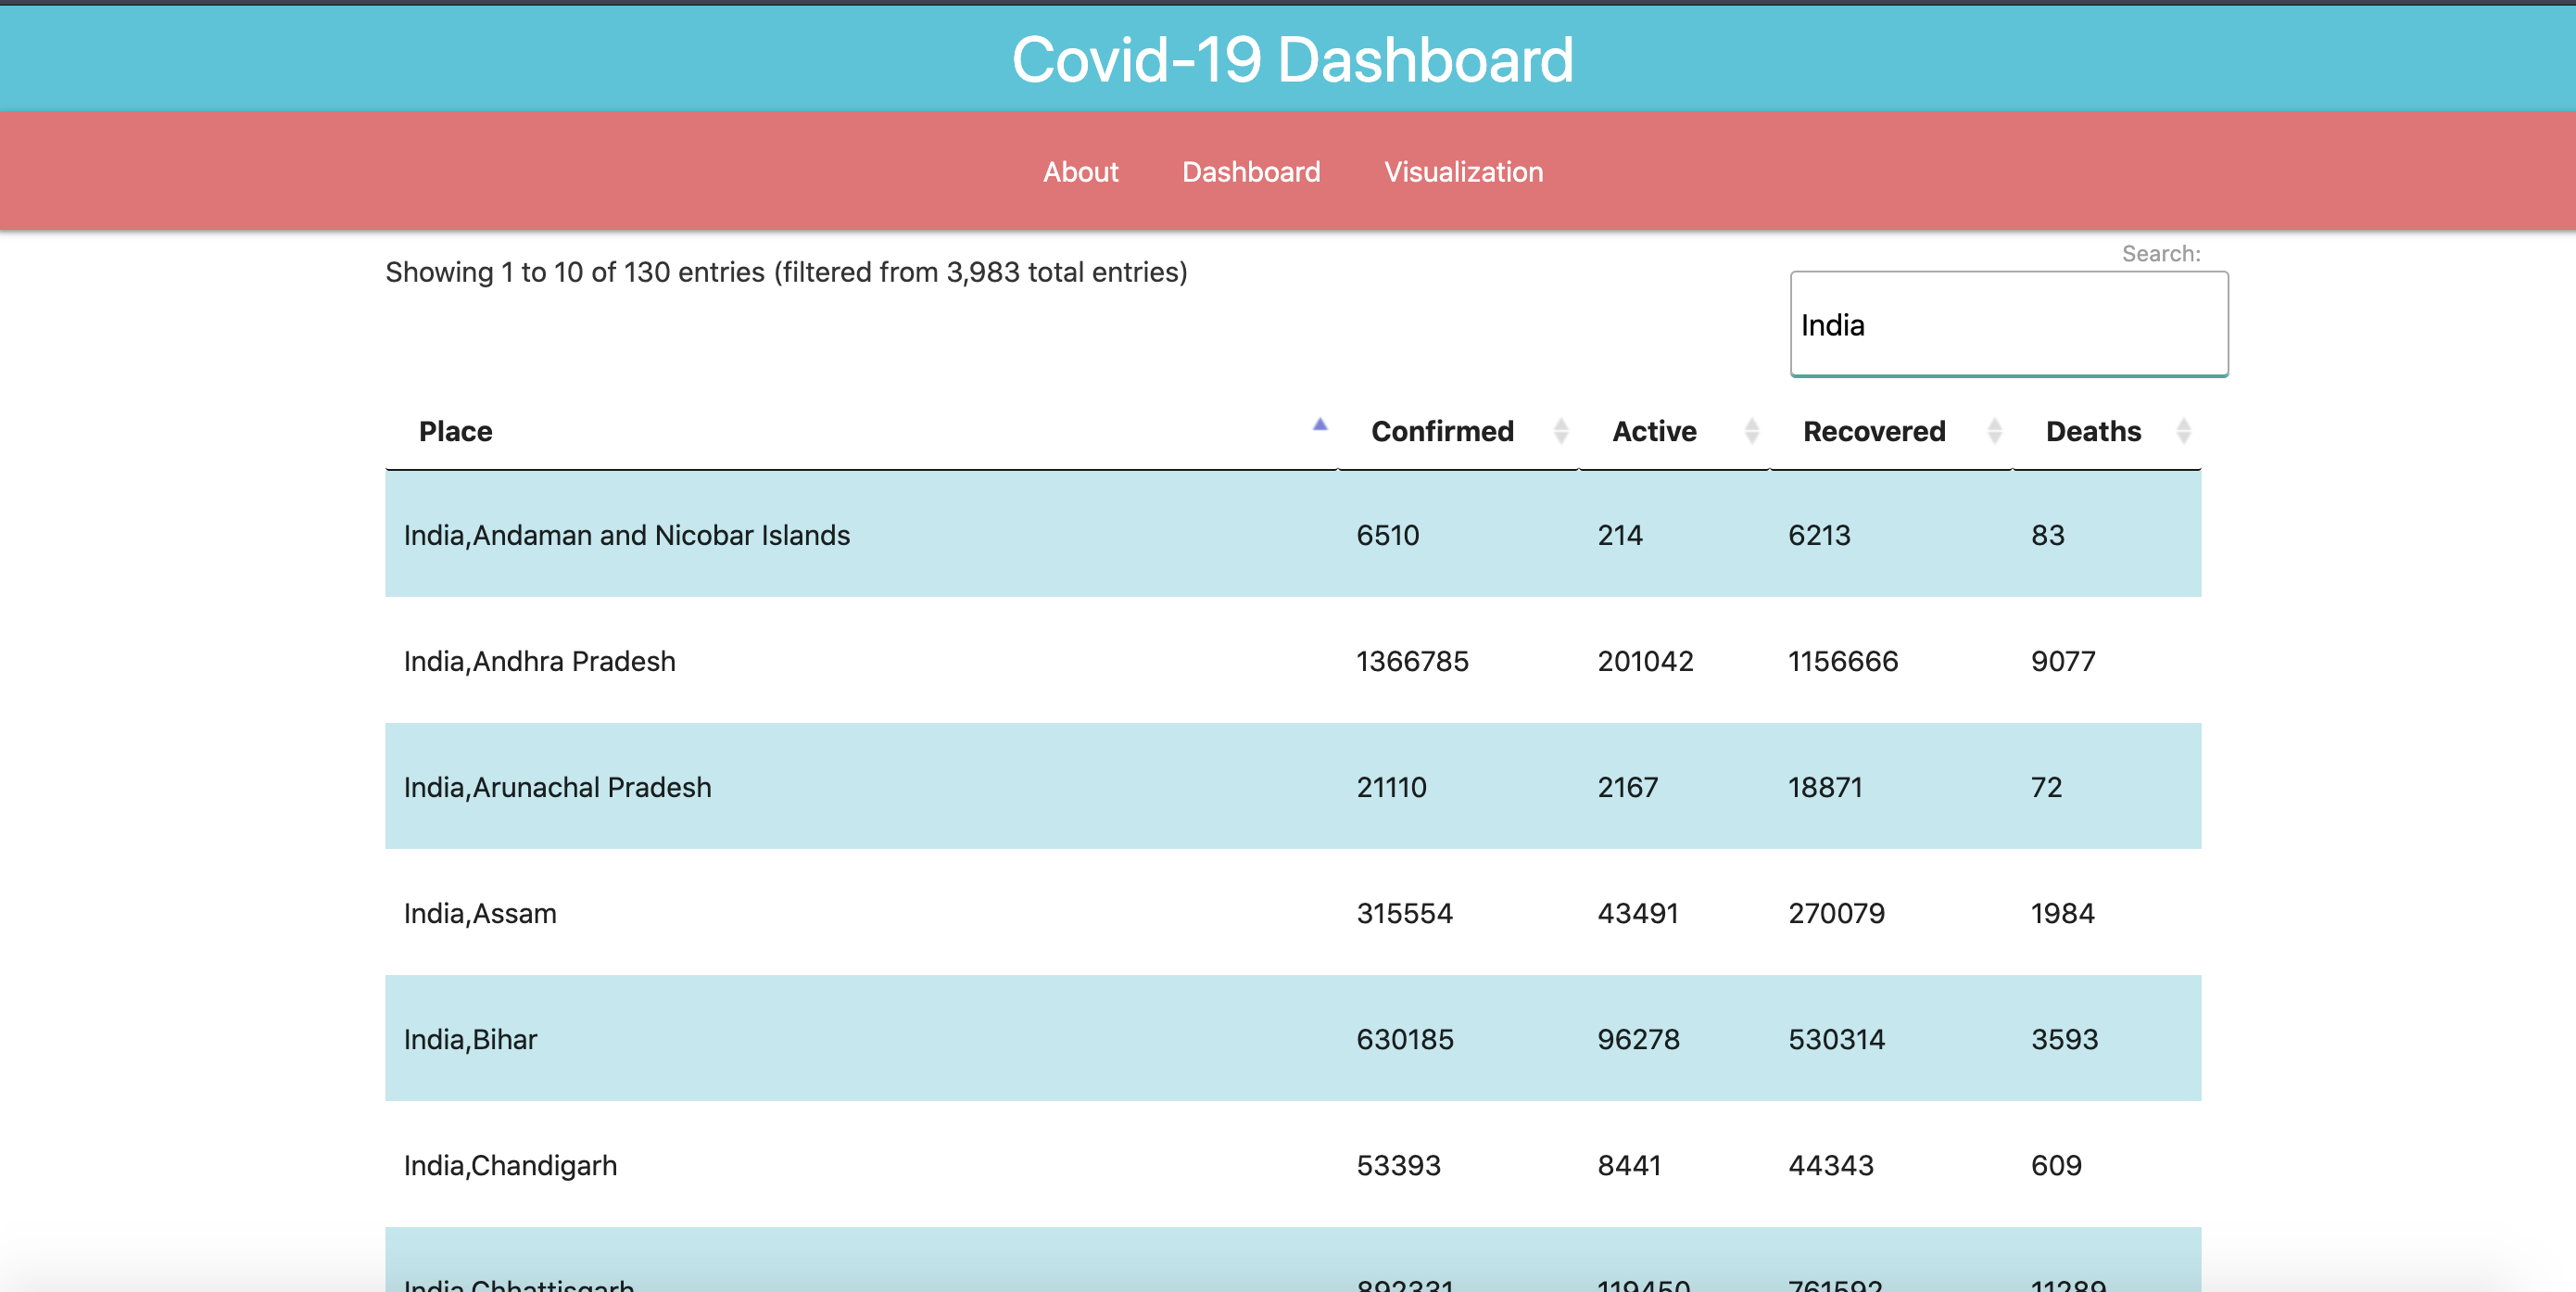 Covid-19 Dashboard
About Dashboard Visualization
Search:
Showing 1 to 10 of 130 entries (filtered from 3,983 total entries)
India
Place Confirmed Active Recovered Deaths
India,Andaman and Nicobar Islands 6510 214 6213 83
India,Andhra Pradesh 1366785 201042 1156666 9077
India,Arunachal Pradesh 21110 2167 18871 72
India,Assam 315554 43491 270079 1984
India,Bihar 630185 96278 530314 3593
India,Chandigarh 53393 8441 44343 609
India,Chhattisgarh 892331 119450 761592 11289